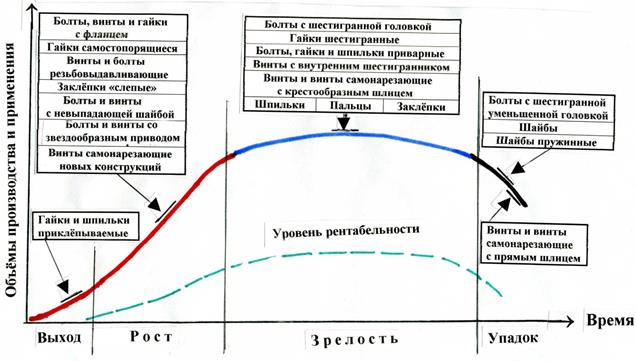 Объёмы производства и применения
Болты, винты и гайки
с фланцем
Гайки самостопорящиеся
Винты и болты
резьбовыдавливающие
Заклёпки «слепые»
Болты и винты
с невыпадающей шайбой
Болты и винты со
звездообразным приводом
Винты самонарезающие
новых конструкций
Гайки и шпильки
приклёпываемые
Болты с шестигранной головкой
Гайки шестигранные
Болты, гайки и шпильки приварные
Винты с внутренним шестигранником
Винты и винты самонарезающие
с крестообразным шлицем
Шпильки Пальцы Заклёпки
Болты с шестигранной
уменьшенной головкой
Шайбы
Шайбы пружинные
Винты и винты
самонарезающие
с прямым шлицем
Уровень рентабельности
Время
Выход Рост Зрелость Упадок